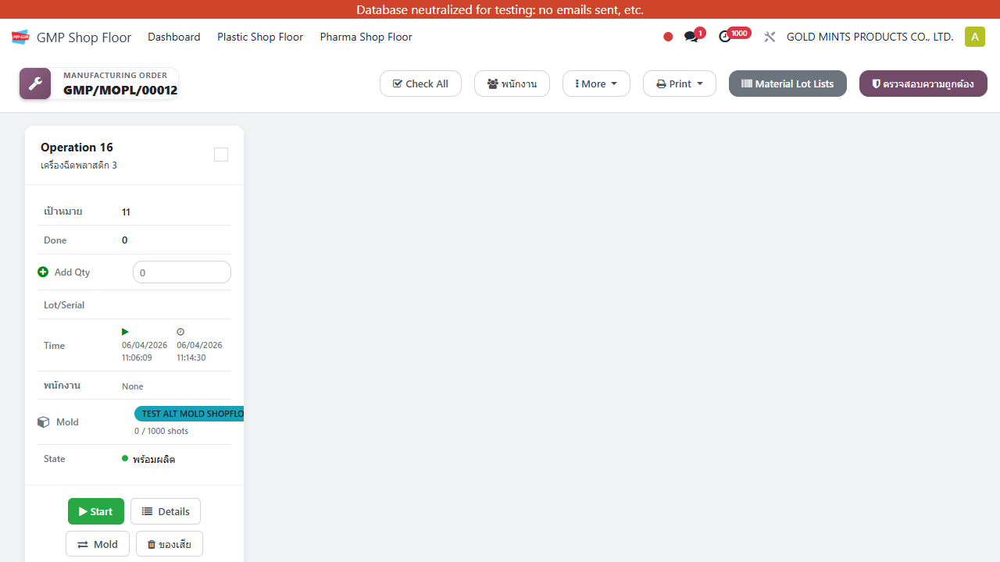 Database neutralized for testing: no emails sent, etc.
GMP Shop Floor Dashboard Plastic Shop Floor Pharma Shop Floor 1 1000 GOLD MINTS PRODUCTS CO., LTD. A
MANUFACTURING ORDER
GMP/MOPL/00012
Check All พนักงาน More Print Material Lot Lists ตรวจสอบความถูกต้อง
Operation 16
เครื่องฉีดพลาสติก 3
เป้าหมาย 11
Done 0
Add Qty 0
Lot/Serial
Time 06/04/2026 11:06:09 06/04/2026 11:14:30
พนักงาน None
Mold TEST ALT MOLD SHOPFLO
0 / 1000 shots
State พร้อมผลิต
Start Details
Mold ของเสีย